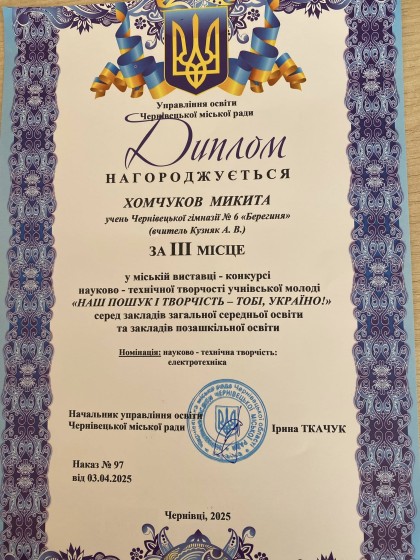 Управління освіти
Чернівецької міської ради
Диплом
НАГОРОДЖУЄТЬСЯ
ХОМЧУКОВ МИКИТА
учень Чернівецької гімназії № 6 «Берегиня»
(вчитель Кузняк А. В.)
ЗА III МІСЦЕ
у міській виставці - конкурсі
науково - технічної творчості учнівської молоді
«НАШ ПОШУК І ТВОРЧІСТЬ – ТОБІ, УКРАЇНО!»
серед закладів загальної середньої освіти
та закладів позашкільної освіти
Номінація: науково - технічна творчість:
електротехніка
Начальник управління освіти
Чернівецької міської ради
Ірина ТКАЧУК
Наказ № 97
від 03.04.2025
Чернівці, 2025